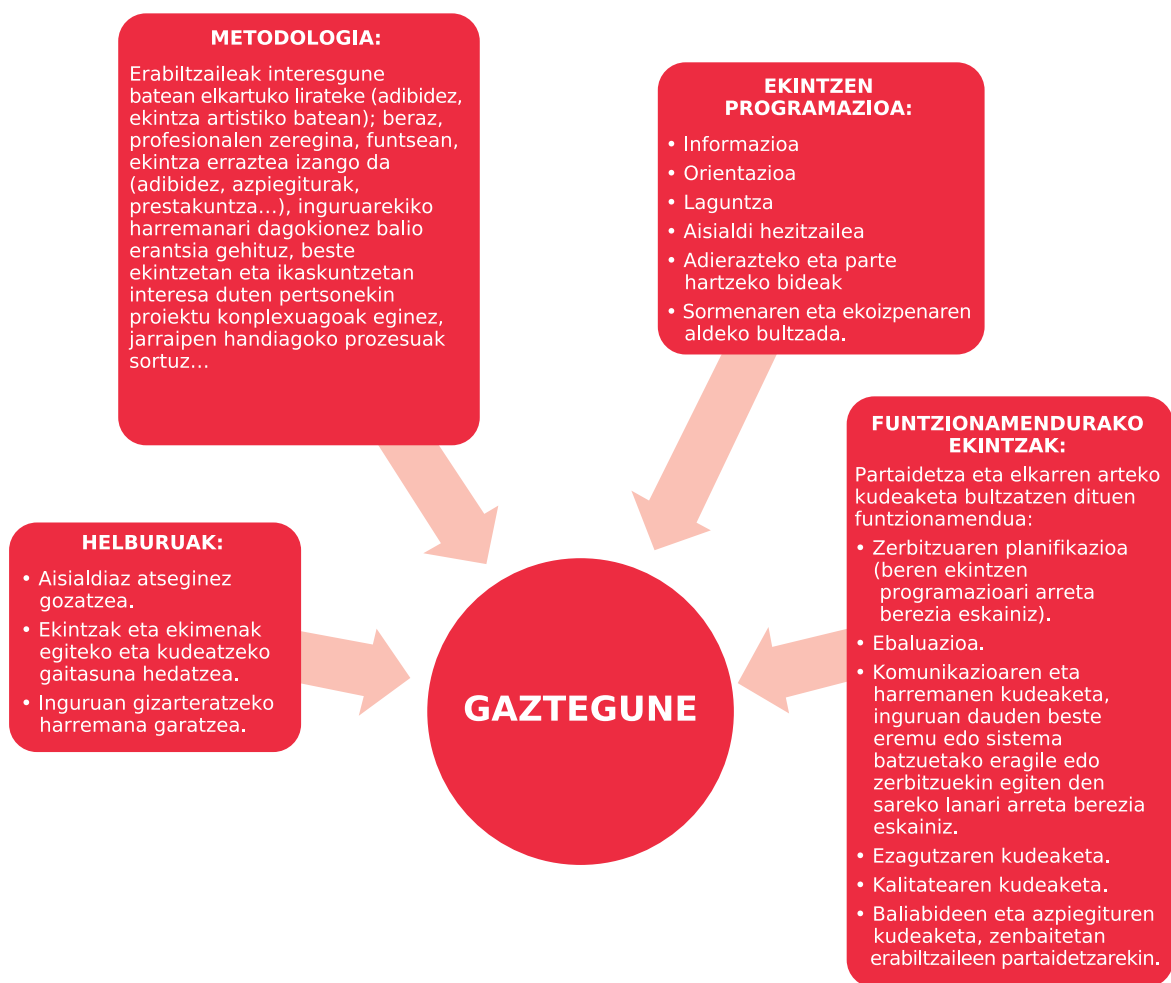 METODOLOGIA:
Erabiltzaileak interesgune
batean elkartuko lirateke (adibidez,
ekintza artistiko batean); beraz,
profesionalen zeregina, funtsean,
ekintza erraztea izango da
(adibidez, azpiegiturak,
prestakuntza...), inguruarekiko
harremanari dagokionez balio
erantsia gehituz, beste
ekintzetan eta ikaskuntzetan
interesa duten pertsonekin
proiektu konplexuagoak eginez,
jarraipen handiagoko prozesuak
sortuz...
EKINTZEN
PROGRAMAZIOA:
• Informazioa
• Orientazioa
• Laguntza
• Aisialdi hezitzailea
• Adierazteko eta parte
hartzeko bideak
• Sormenaren eta ekoizpenaren
aldeko bultzada.
HELBURUAK:
• Aisialdiaz atseginez
gozatzea.
• Ekintzak eta ekimenak
egiteko eta kudeatzeko
gaitasuna hedatzea.
• Inguruan gizarteratzeko
harremana garatzea.
GAZTEGUNE
FUNTZIONAMENDURAKO
EKINTZAK:
Partaidetza eta elkarren arteko
kudeaketa bultzatzen dituen
funtzionamendua:
• Zerbitzuaren planifikazioa
(beren ekintzen
programazioari arreta
berezia eskainiz).
• Ebaluazioa.
• Komunikazioaren eta
harremanen kudeaketa,
inguruan dauden beste
eremu edo sistema
batzuetako eragile edo
zerbitzuekin egiten den
sareko lanari arreta berezia
eskainiz.
• Ezagutzaren kudeaketa.
• Kalitatearen kudeaketa.
• Baliabideen eta azpiegituren
kudeaketa, zenbaitetan
erabiltzaileen partaidetzarekin.